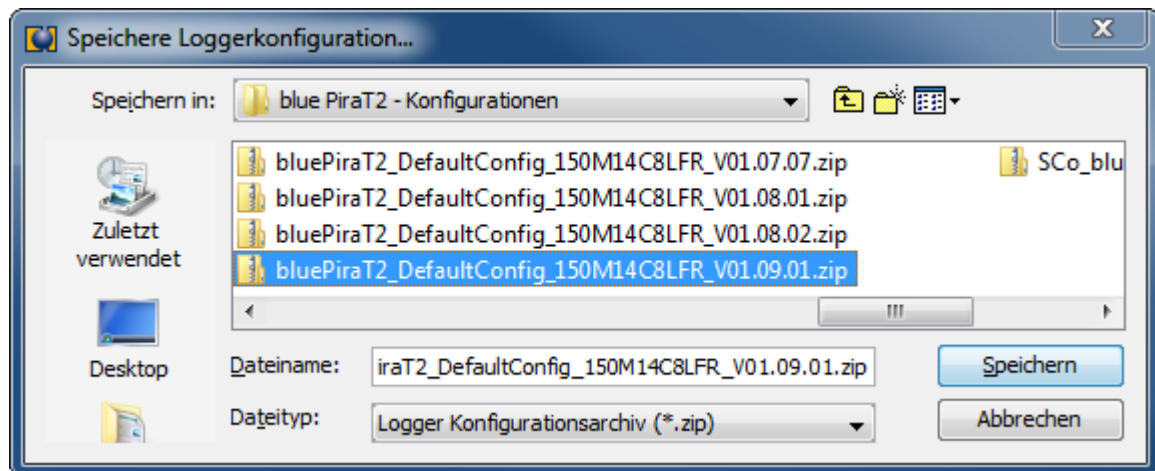 Speichere Loggerkonfiguration...
Speichern in:
blue PiraT2 - Konfigurationen
Zuletzt
verwendet
Desktop
bluePiraT2_DefaultConfig_150M14C8LFR_V01.07.07.zip
bluePiraT2_DefaultConfig_150M14C8LFR_V01.08.01.zip
bluePiraT2_DefaultConfig_150M14C8LFR_V01.08.02.zip
bluePiraT2_DefaultConfig_150M14C8LFR_V01.09.01.zip
SCo_blu
Dateiname:
iraT2_DefaultConfig_150M14C8LFR_V01.09.01.zip
Speichern
Dateityp:
Logger Konfigurationsarchiv (*.zip)
Abbrechen